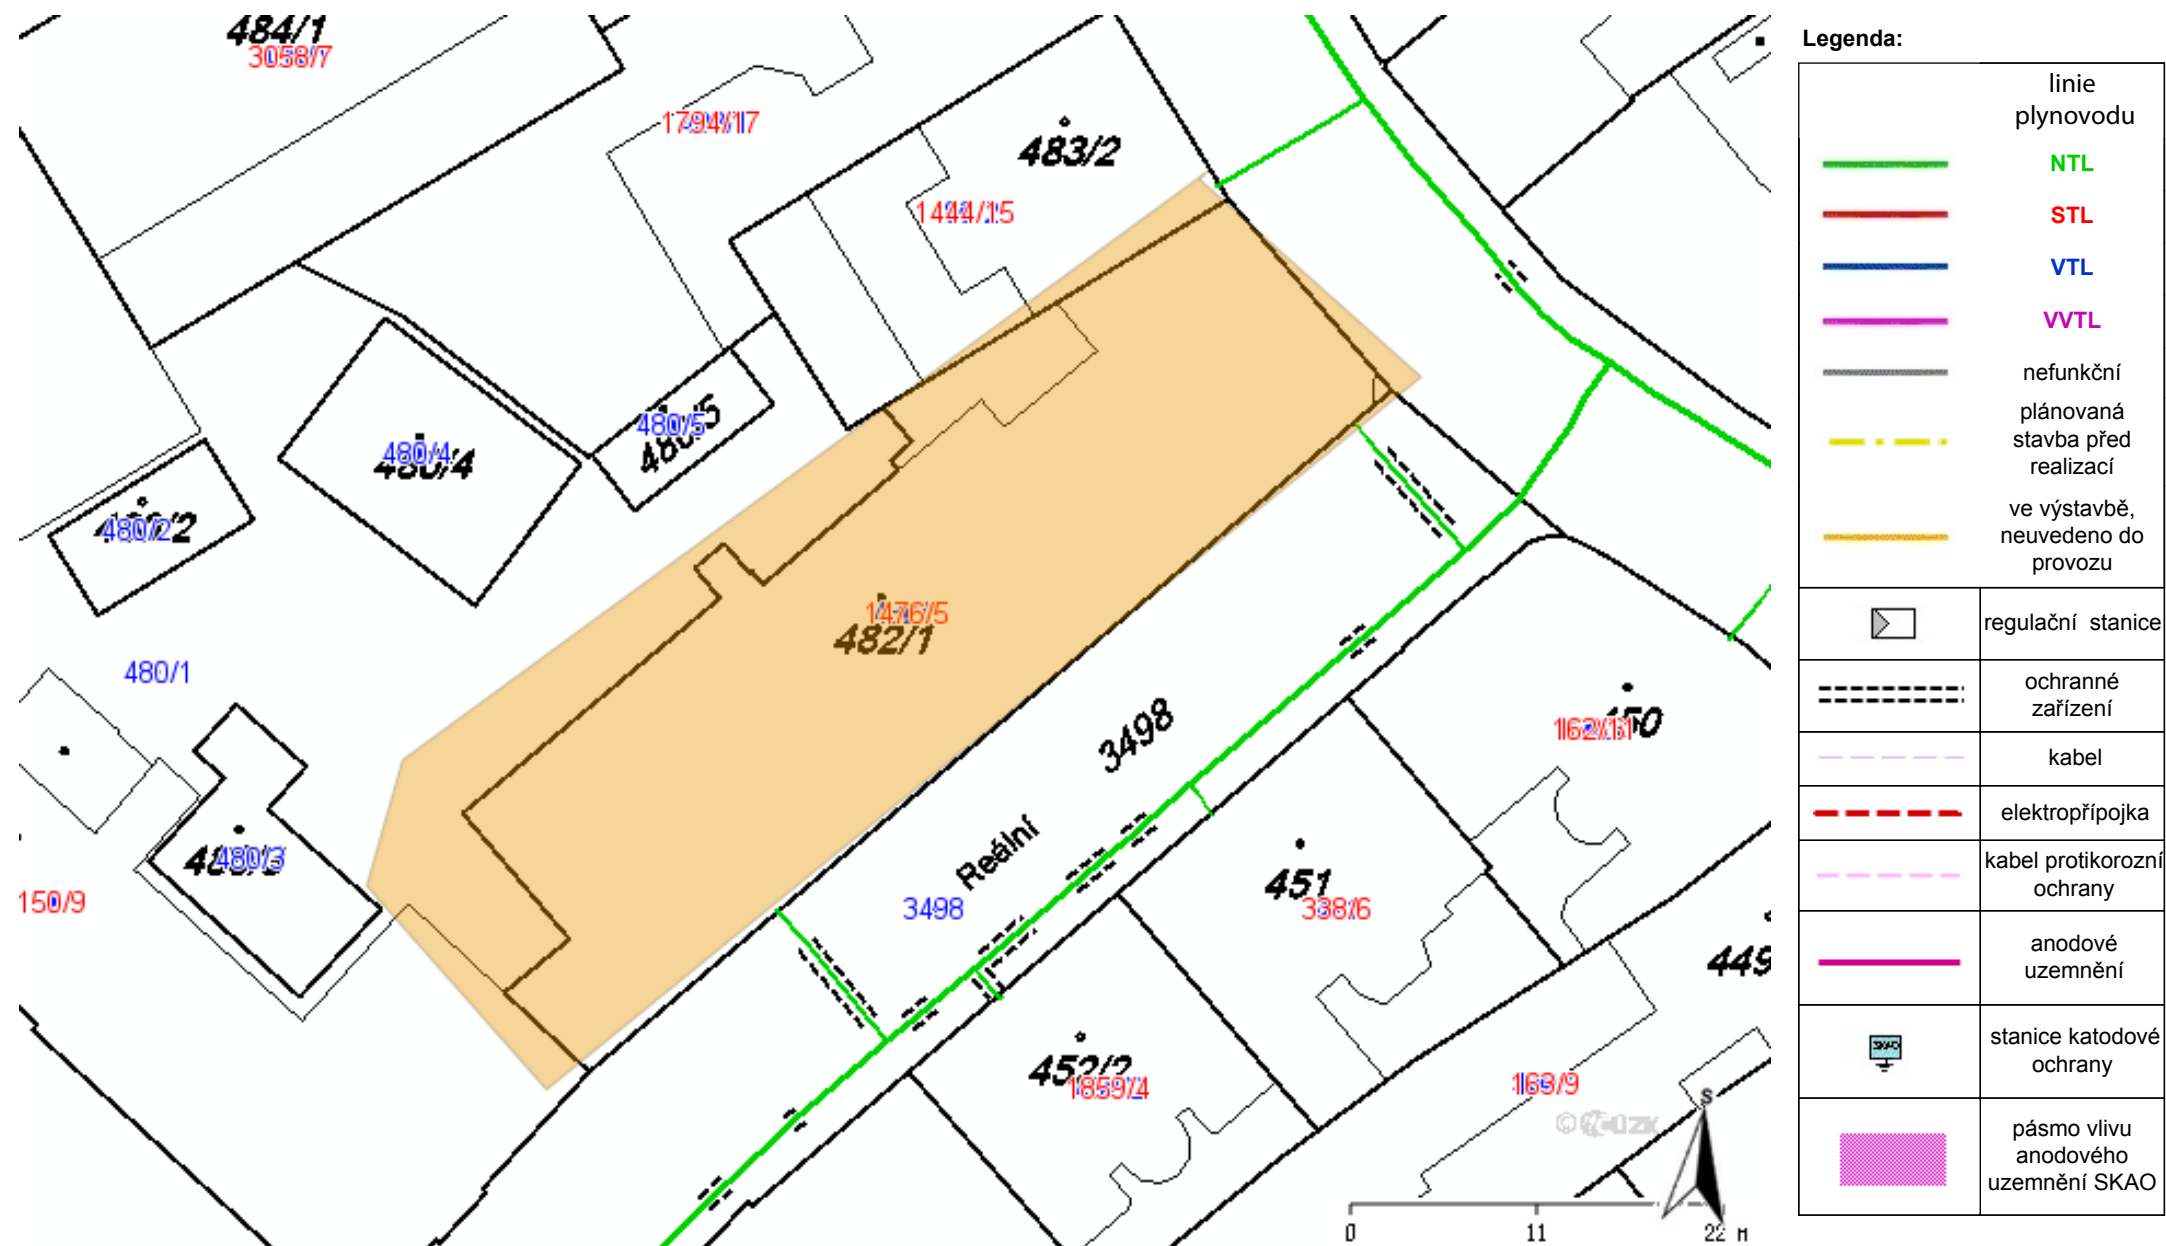 484/1
3058/7
1794/17
483/2
1444/15
480/5
480/4
480/2
1476/5
482/1
480/1
3498
450
162/11
480/3
150/9
Reální
3498
451
338/6
449
452/2
1859/4
163/9
S
0
11
22 M
Legenda:
linie
plynovodu
NTL
STL
VTL
VVTL
nefunkční
plánovaná
stavba před
realizací
ve výstavbě,
neuvedeno do
provozu
regulační stanice
ochranné
zařízení
kabel
elektropřípojka
kabel protikorozní
ochrany
anodové
uzemnění
SKAO
stanice katodové
ochrany
pásmo vlivu
anodového
uzemnění SKAO